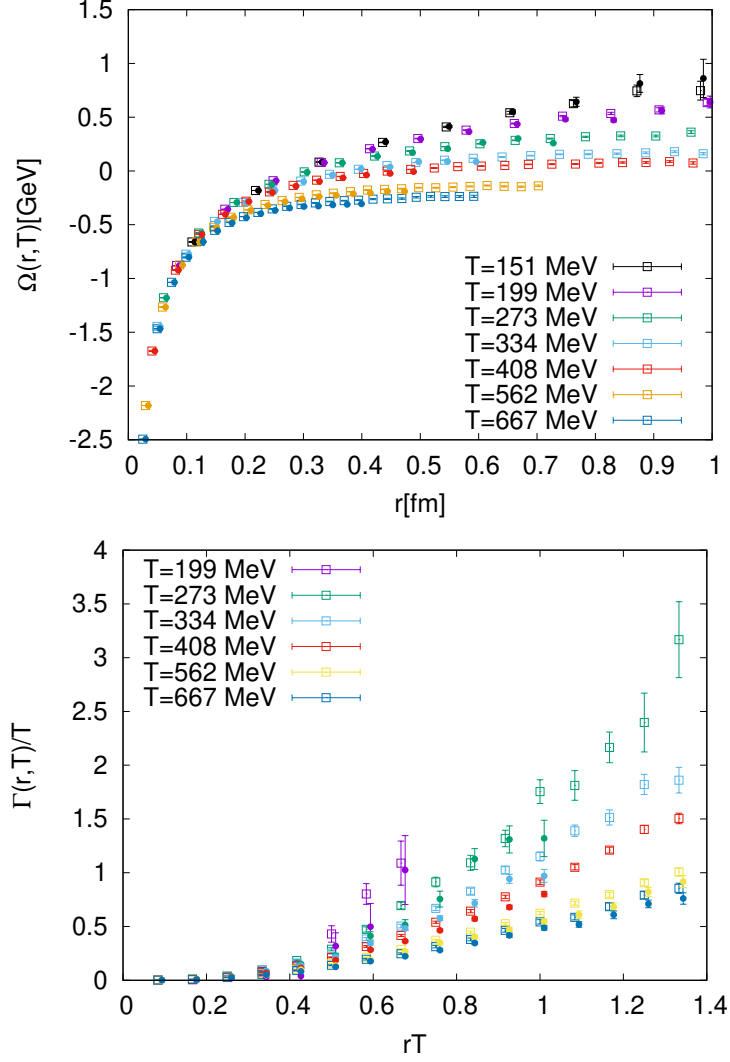 1.5
1
0.5
0
-0.5
-1
-1.5
-2
-2.5
Ω(r,T)[GeV]
T=151 MeV
T=199 MeV
T=273 MeV
T=334 MeV
T=408 MeV
T=562 MeV
T=667 MeV
0 0.1 0.2 0.3 0.4 0.5 0.6 0.7 0.8 0.9 1
r[fm]
4
3.5
3
2.5
2
1.5
1
0.5
0
Γ(r,T)/T
T=199 MeV
T=273 MeV
T=334 MeV
T=408 MeV
T=562 MeV
T=667 MeV
0 0.2 0.4 0.6 0.8 1 1.2 1.4
rT